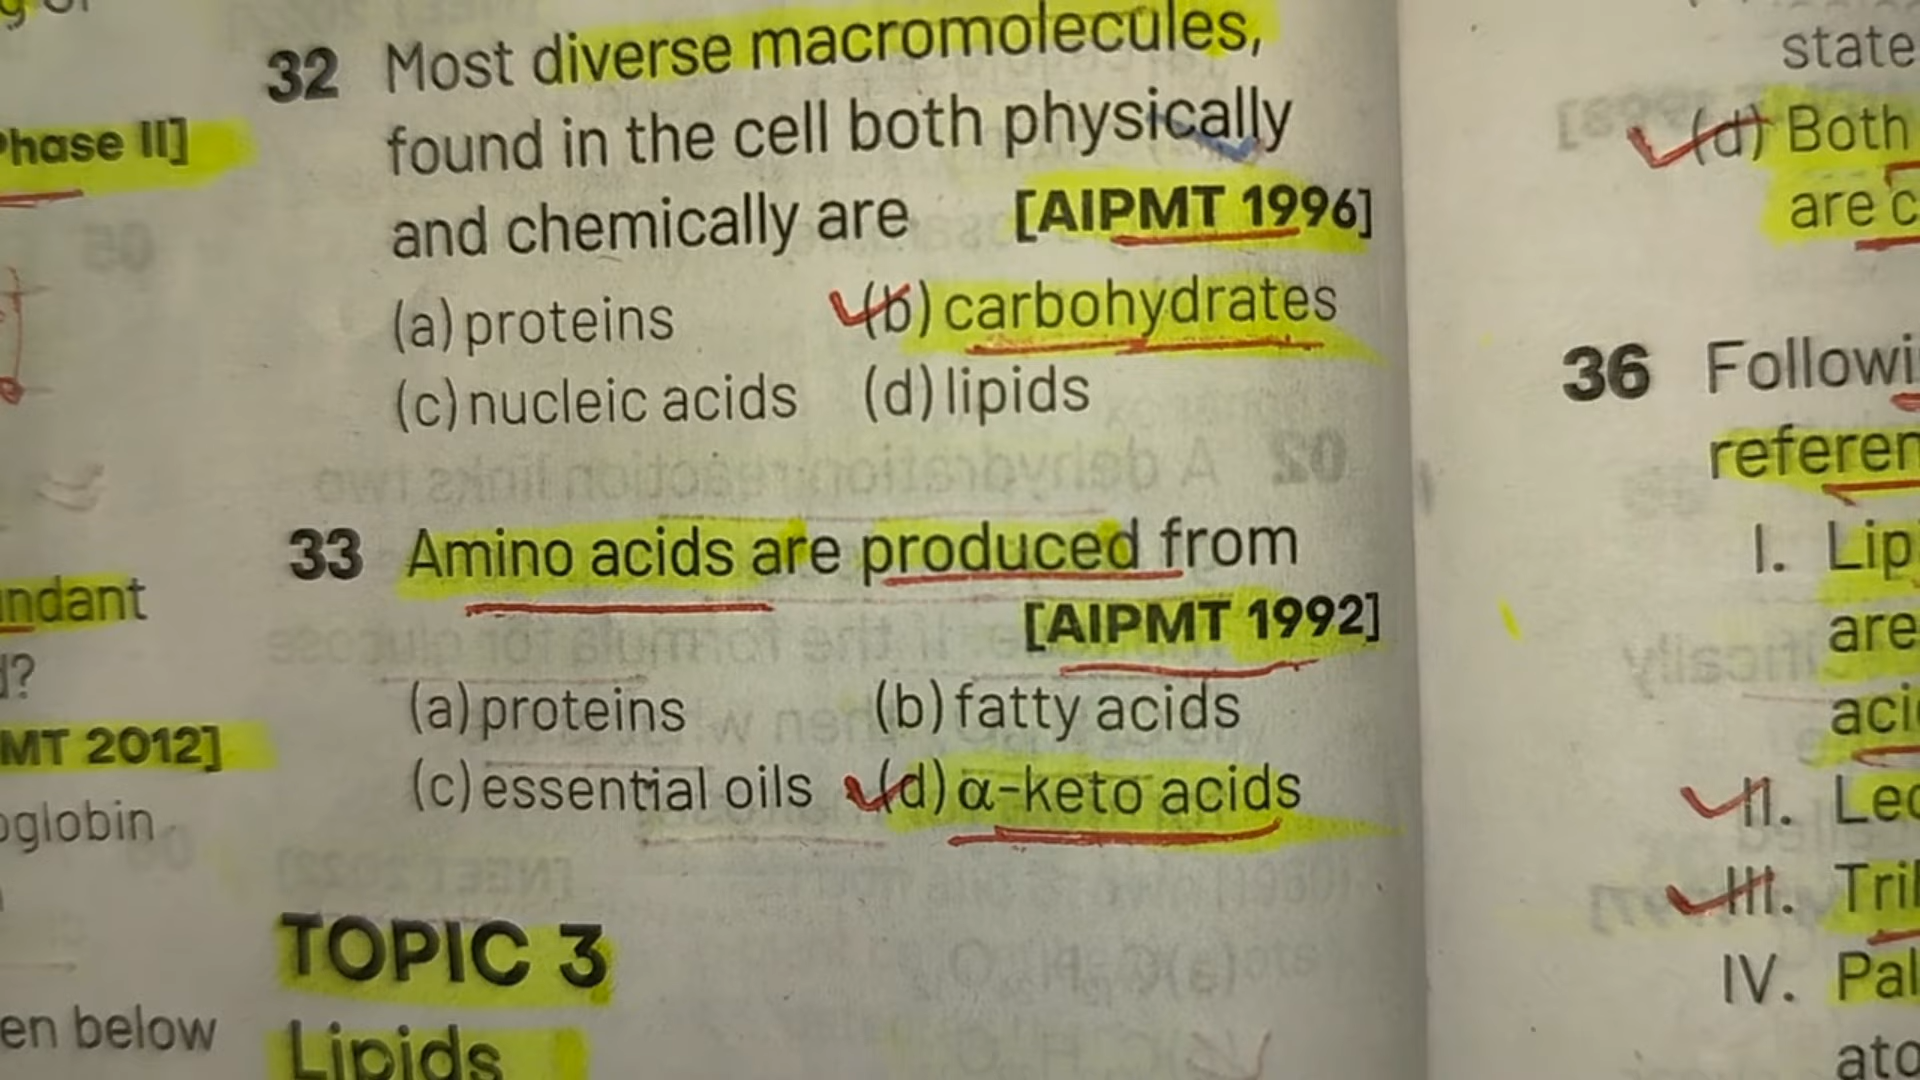 Phase II]
ndant
d?
MT 2012]
oglobin
en below
32 Most diverse macromolecules,
found in the cell both physically
and chemically are [AIPMT 1996]
(a) proteins (b) carbohydrates
(c) nucleic acids (d) lipids
33 Amino acids are produced from
[AIPMT 1992]
(a) proteins (b) fatty acids
(c) essential oils (d) α-keto acids
TOPIC 3
Lipids
state
(d) Both
are c
36 Followi
referen
I. Lip
are
aci
II. Lec
III. Tri
IV. Pal
ato